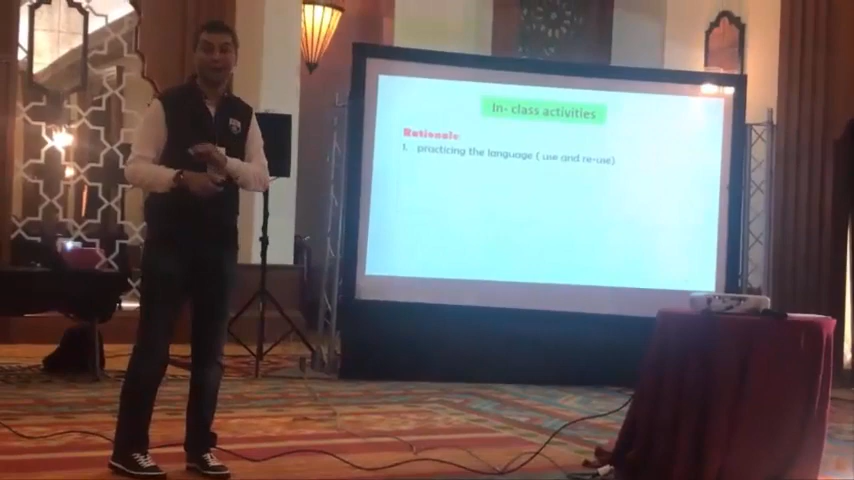 In- class activities
Rationale
1. practicing the language ( use and re-use)